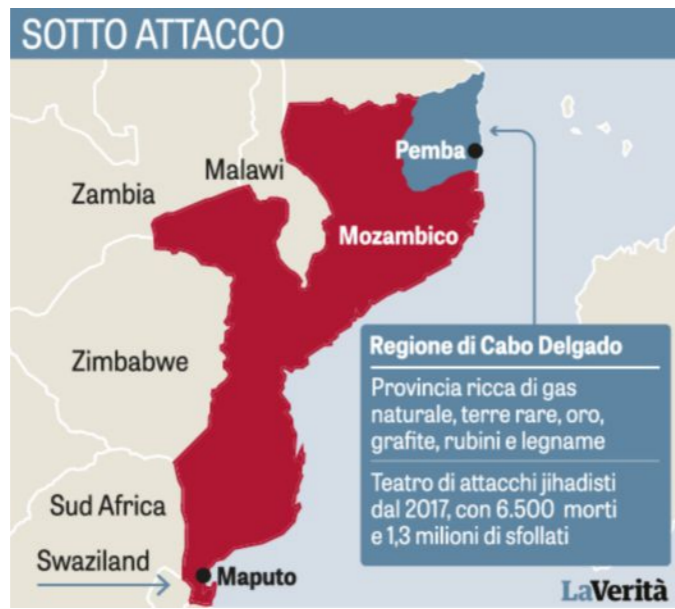 SOTTO ATTACCO
Pemba
Malawi
Zambia
Mozambico
Zimbabwe
Regione di Cabo Delgado
Provincia ricca di gas
naturale, terre rare, oro,
grafite, rubini e legname
Teatro di attacchi jihadisti
dal 2017, con 6.500 morti
e 1,3 milioni di sfollati
Sud Africa
Swaziland
Maputo
LaVerità